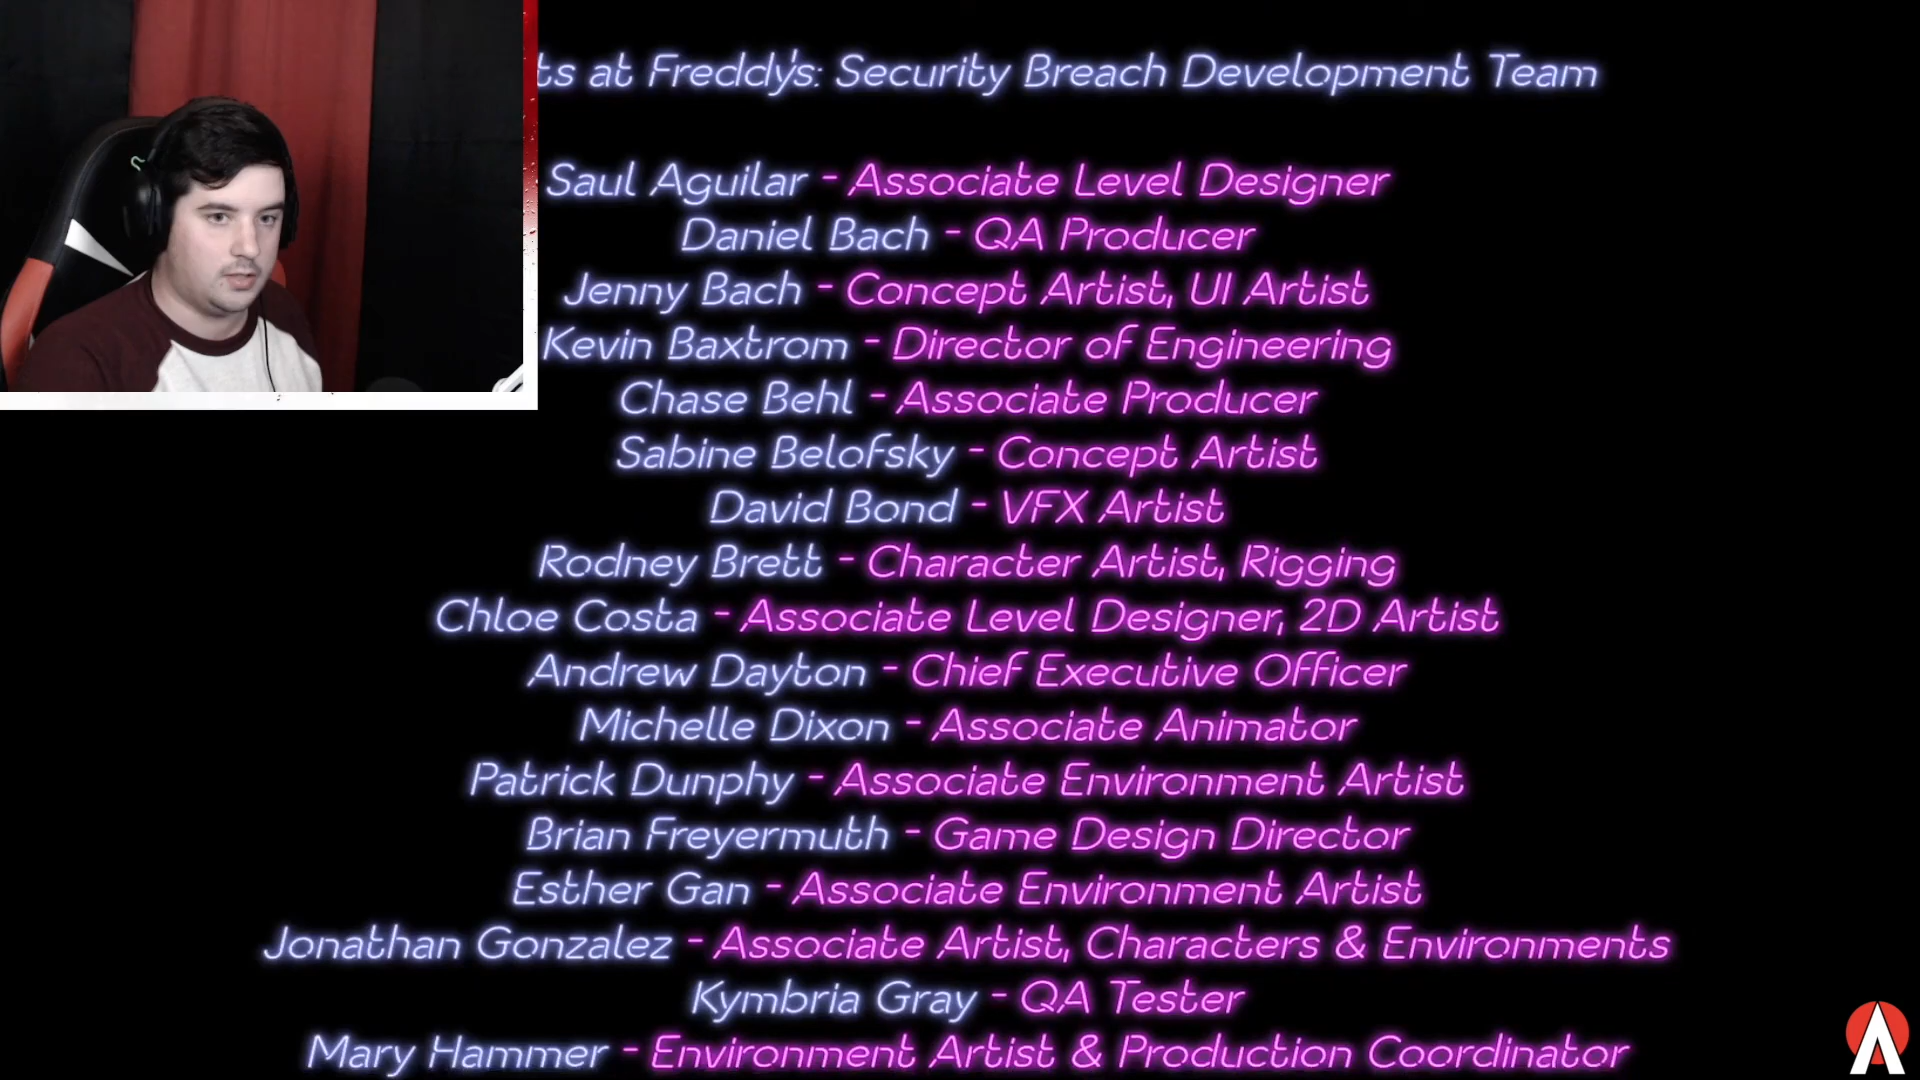 ts at Freddy's: Security Breach Development Team
Saul Aguilar - Associate Level Designer
Daniel Bach - QA Producer
Jenny Bach - Concept Artist, UI Artist
Kevin Baxtrom - Director of Engineering
Chase Behl - Associate Producer
Sabine Belofsky - Concept Artist
David Bond - VFX Artist
Rodney Brett - Character Artist, Rigging
Chloe Costa - Associate Level Designer, 2D Artist
Andrew Dayton - Chief Executive Officer
Michelle Dixon - Associate Animator
Patrick Dunphy - Associate Environment Artist
Brian Freyermuth - Game Design Director
Esther Gan - Associate Environment Artist
Jonathan Gonzalez - Associate Artist, Characters & Environments
Kymbria Gray - QA Tester
Mary Hammer - Environment Artist & Production Coordinator